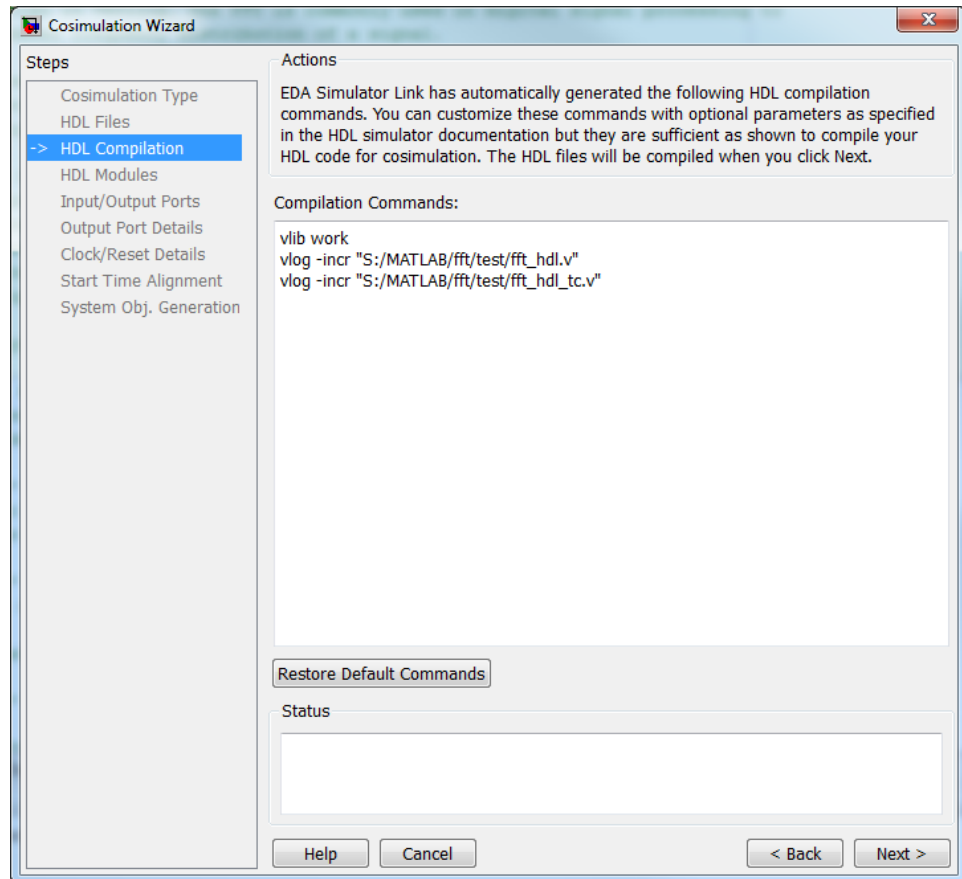 Cosimulation Wizard
Steps
Cosimulation Type
HDL Files
-> HDL Compilation
HDL Modules
Input/Output Ports
Output Port Details
Clock/Reset Details
Start Time Alignment
System Obj. Generation
Actions
EDA Simulator Link has automatically generated the following HDL compilation
commands. You can customize these commands with optional parameters as specified
in the HDL simulator documentation but they are sufficient as shown to compile your
HDL code for cosimulation. The HDL files will be compiled when you click Next.
Compilation Commands:
vlib work
vlog -incr "S:/MATLAB/fft/test/fft_hdl.v"
vlog -incr "S:/MATLAB/fft/test/fft_hdl_tc.v"
Restore Default Commands
Status
Help Cancel < Back Next >